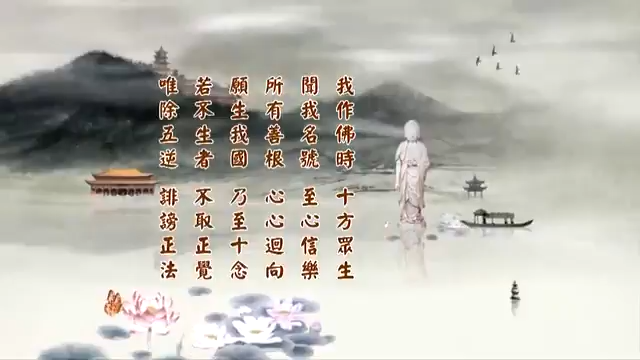 我作佛時 十方眾生
聞我名號 至心信樂
所有善根 心心迴向
願生我國 乃至十念
若不生者 不取正覺
唯除五逆 誹謗正法